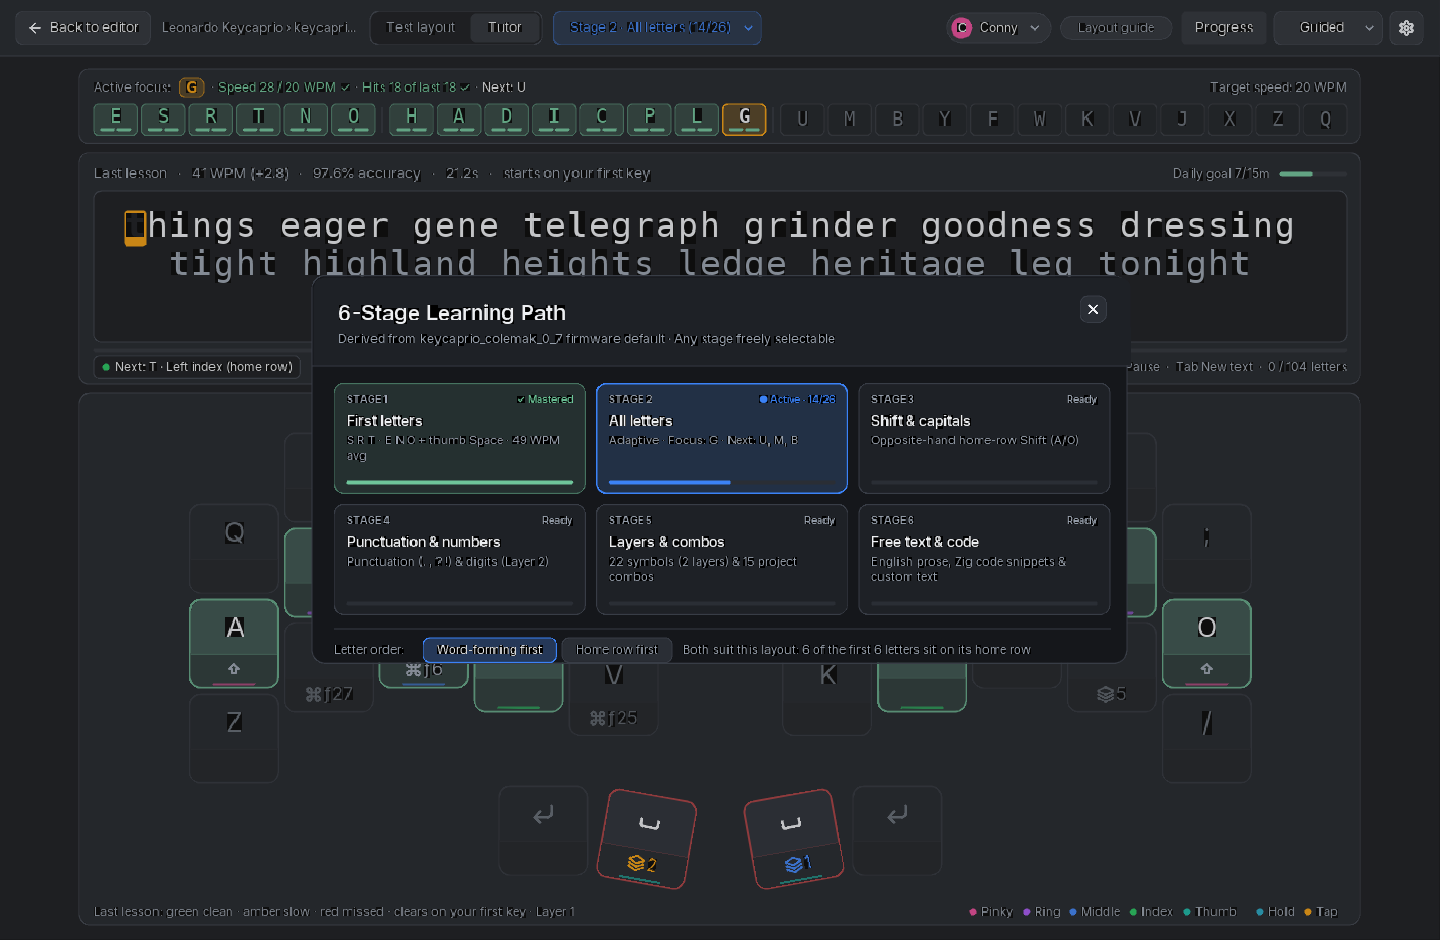 Back to editor
Leonardo Keycaprio › keycapri...
Test layout
Tutor
Stage 2 · All letters (14/26)
C Conny
Layout guide
Progress
Guided
Active focus: G · Speed 28 / 20 WPM ✓ · Hits 18 of last 18 ✓ · Next: U
Target speed: 20 WPM
E S R T N O H A D I C P L G U M B Y F W K V J X Z Q
Last lesson · 41 WPM (+2.8) · 97.6% accuracy · 21.2s · starts on your first key
Daily goal 7/15m
things eager gene telegraph grinder goodness dressing
tight highland heights ledge heritage leg tonight
Next: T · Left index (home row)
Pause · Tab New text · 0 / 104 letters
6-Stage Learning Path
Derived from keycaprio_colemak_0_7 firmware default · Any stage freely selectable
STAGE 1
✓ Mastered
First letters
S R T · E N O + thumb Space · 49 WPM
avg
STAGE 2
Active · 14/26
All letters
Adaptive · Focus: G · Next: U, M, B
STAGE 3
Ready
Shift & capitals
Opposite-hand home-row Shift (A/O)
STAGE 4
Ready
Punctuation & numbers
Punctuation (. , ? !) & digits (Layer 2)
STAGE 5
Ready
Layers & combos
22 symbols (2 layers) & 15 project
combos
STAGE 6
Ready
Free text & code
English prose, Zig code snippets &
custom text
Letter order:
Word-forming first
Home row first
Both suit this layout: 6 of the first 6 letters sit on its home row
Q
;
A
O
⌘ƒ27
⌘ƒ6
V
⌘ƒ25
K
5
Z
/
2
1
Last lesson: green clean · amber slow · red missed · clears on your first key · Layer 1
Pinky Ring Middle Index Thumb Hold Tap